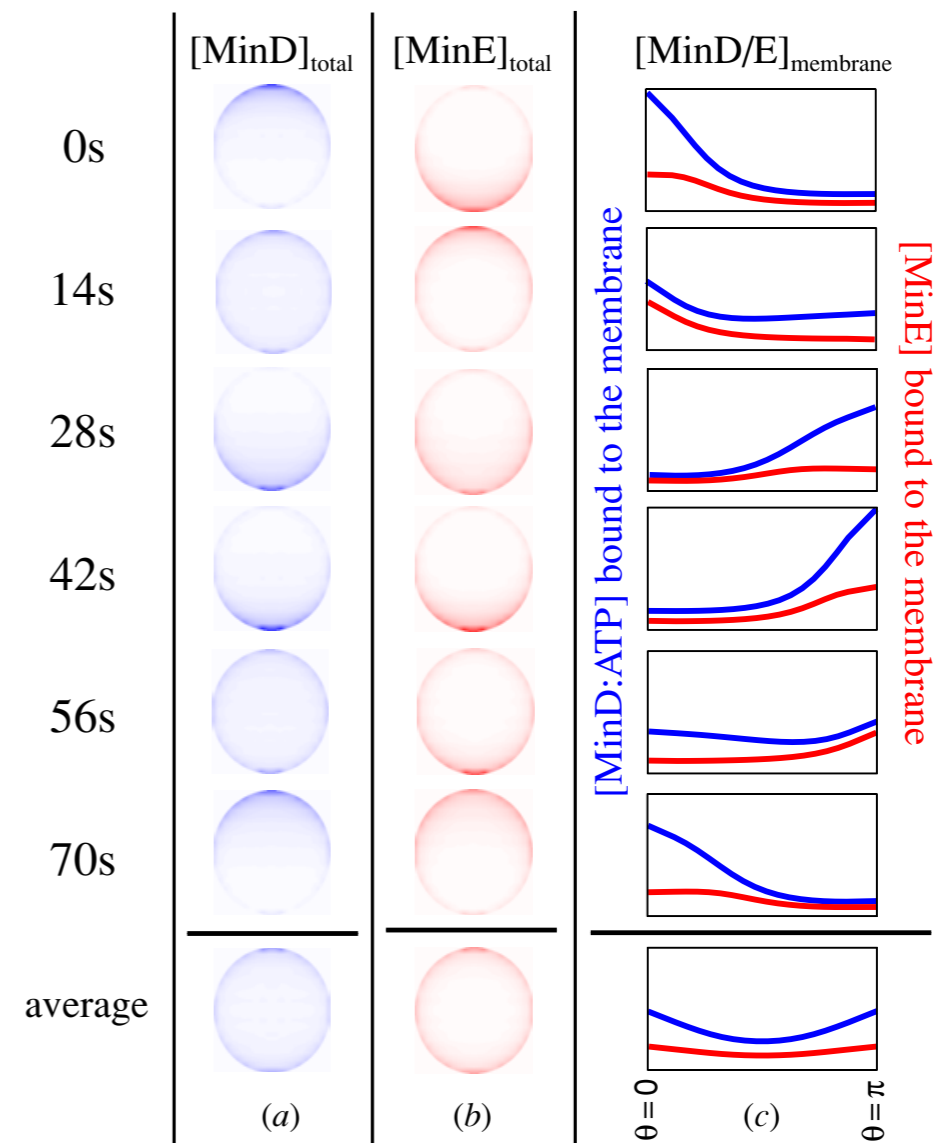 [MinD]total [MinE]total [MinD/E]membrane
0s
14s
28s
42s
56s
70s
average
[MinD:ATP] bound to the membrane
[MinE] bound to the membrane
θ = 0
θ = π
(a) (b) (c)